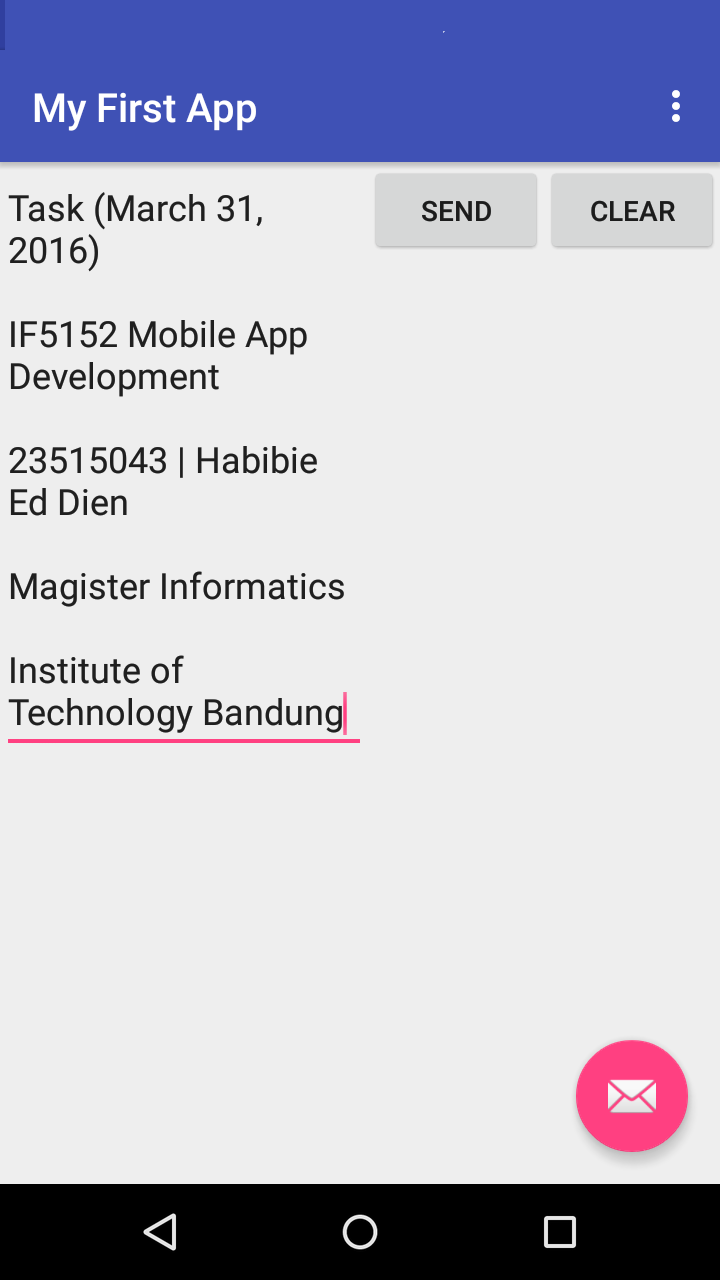 My First App
Task (March 31,
2016)
SEND
CLEAR
IF5152 Mobile App
Development
23515043 | Habibie
Ed Dien
Magister Informatics
Institute of
Technology Bandung